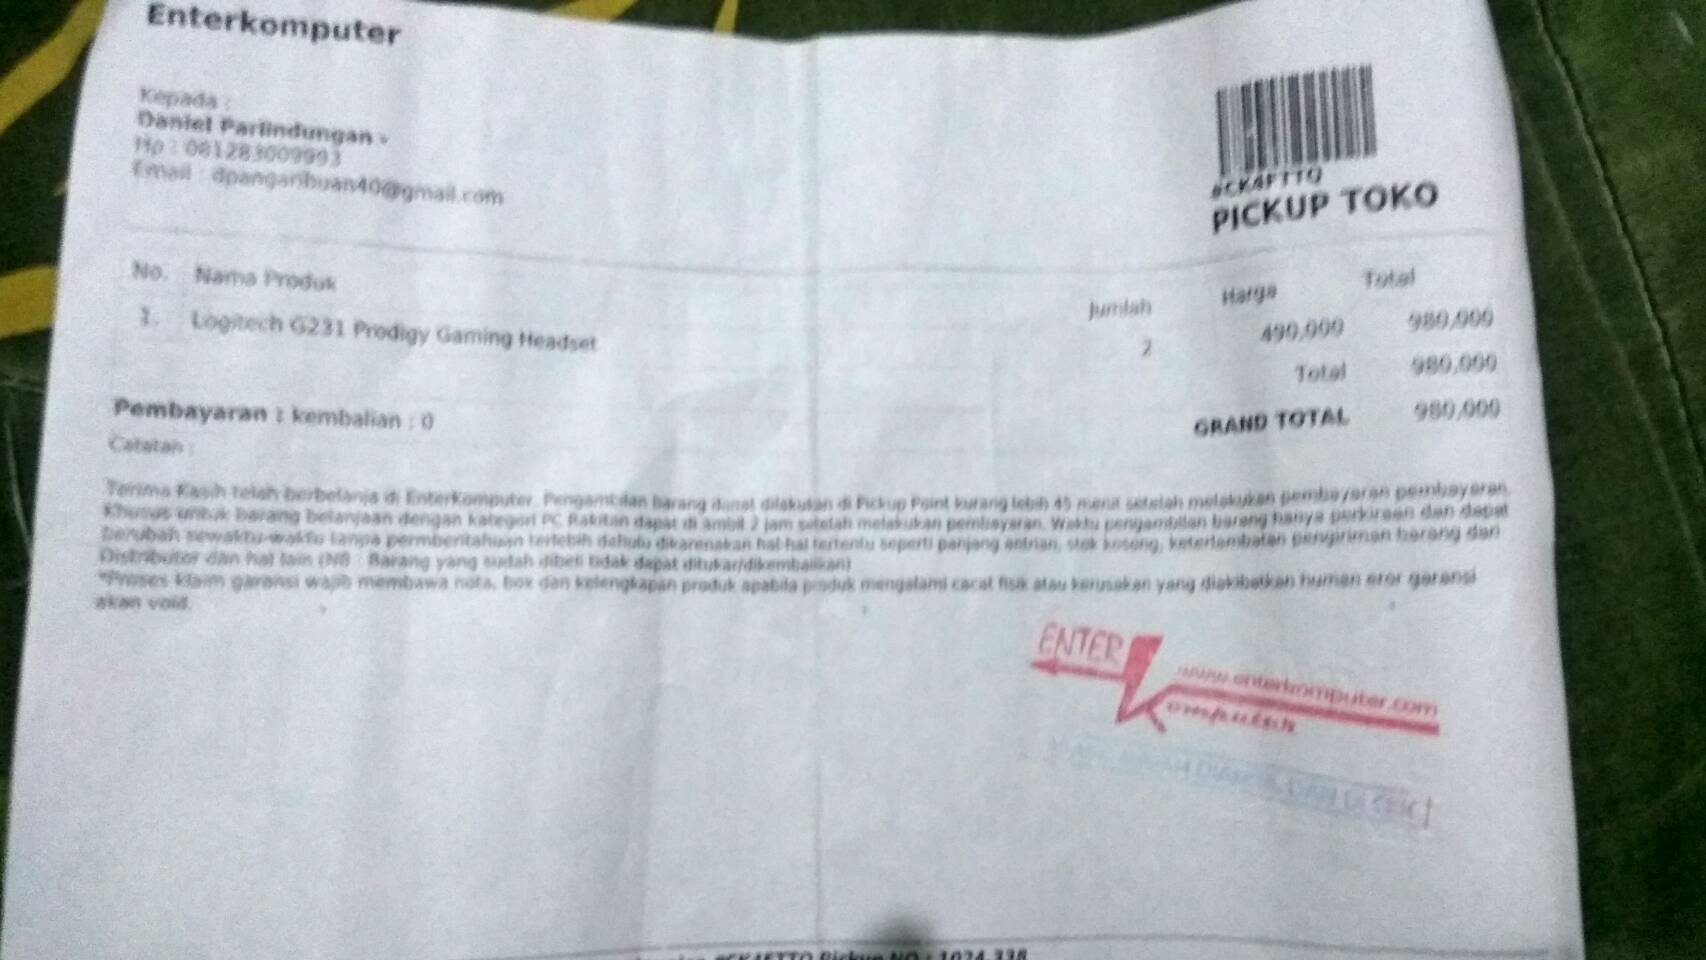 Enterkomputer
Kepada :
Daniel Parlindungan -
Hp : 081283009993
Email : dpangaribuan40@gmail.com
#CK4FTTO
PICKUP TOKO
No. Nama Produk Jumlah Harga Total
1. Logitech G231 Prodigy Gaming Headset 2 490,000 980,000
Total 980,000
GRAND TOTAL 980,000
Pembayaran : kembalian : 0
Catatan :
Terima Kasih telah berbelanja di EnterKomputer. Pengambilan barang dapat dilakukan di Pickup Point kurang lebih 45 menit setelah melakukan pembayaran pembayaran.
Khusus untuk barang belanjaan dengan kategori PC Rakitan dapat di ambil 2 jam setelah melakukan pembayaran. Waktu pengambilan barang hanya perkiraan dan dapat
berubah sewaktu-waktu tanpa permberitahuan terlebih dahulu dikarenakan hal-hal tertentu seperti panjang antrian, stok kosong, keterlambatan pengiriman barang dari
Distributor dan hal lain (NB : Barang yang sudah dibeli tidak dapat ditukar/dikembalikan)
*Proses klaim garansi wajib membawa nota, box dan kelengkapan produk apabila produk mengalami cacat fisik atau kerusakan yang diakibatkan human eror garansi
akan void.
ENTER
www.enterkomputer.com
Komputer
DIAMBIL DAN DI CEK
#CK4FTTO Pickup NO : 1024.338